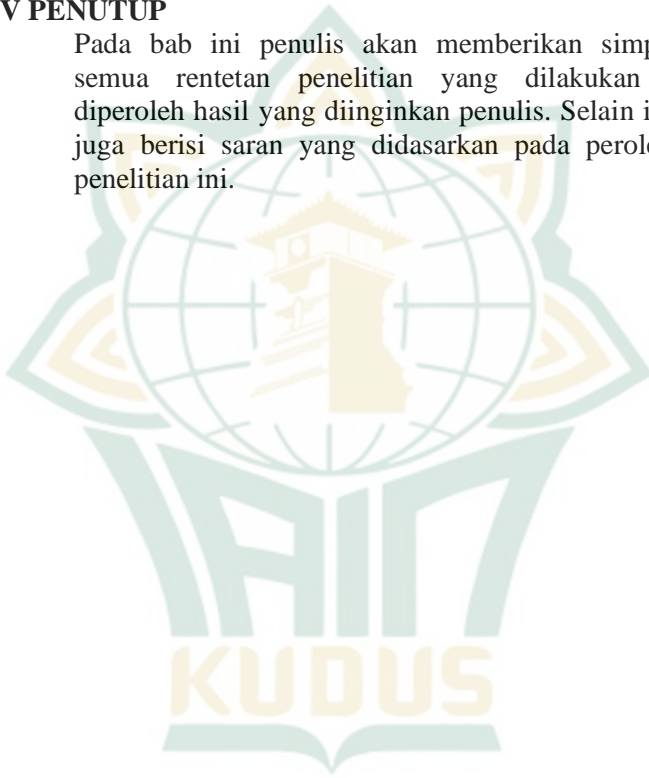 V PENUTUP
Pada bab ini penulis akan memberikan simp
semua rentetan penelitian yang dilakukan
diperoleh hasil yang diinginkan penulis. Selain i
juga berisi saran yang didasarkan pada perol
penelitian ini.
IAIN
KUDUS